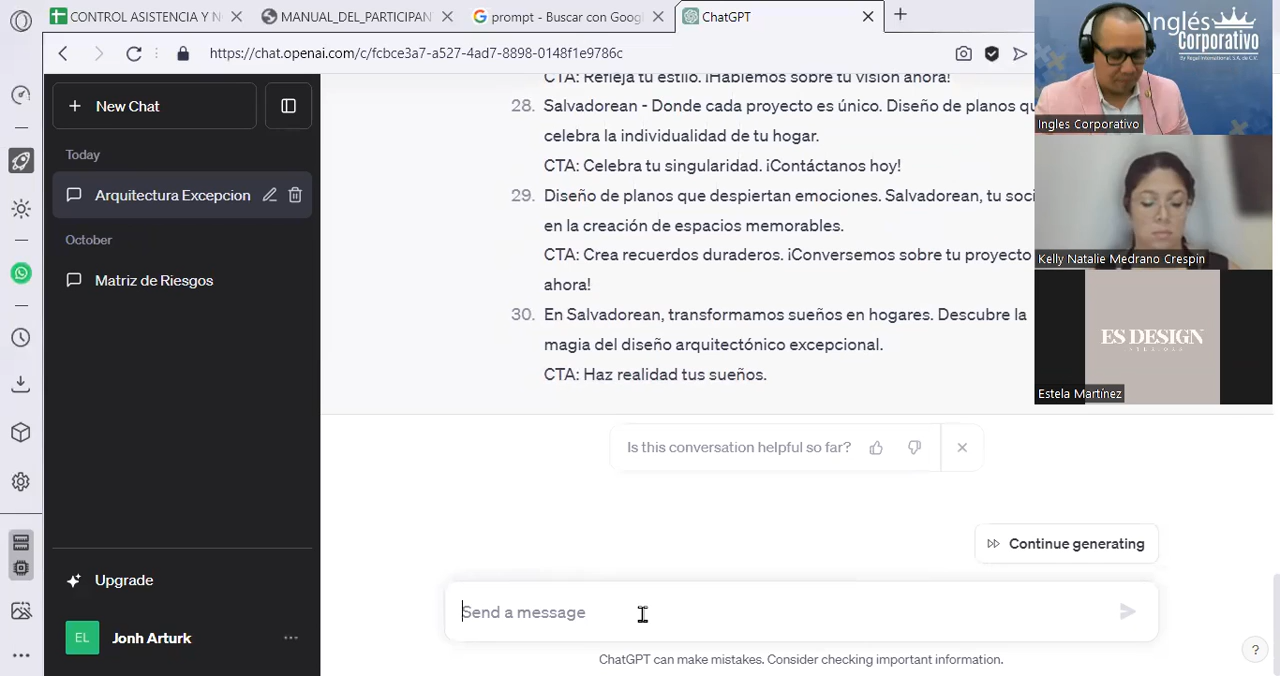 CONTROL ASISTENCIA Y N
MANUAL_DEL_PARTICIPAN
prompt - Buscar con Goog
ChatGPT
https://chat.openai.com/c/fcbce3a7-a527-4ad7-8898-0148f1e9786c
New Chat
Today
Arquitectura Excepcion
October
Matriz de Riesgos
Upgrade
EL
Jonh Arturk
CTA: Refleja tu estilo. ¡Hablemos sobre tu visión ahora!
28. Salvadorean - Donde cada proyecto es único. Diseño de planos qu
celebra la individualidad de tu hogar.
CTA: Celebra tu singularidad. ¡Contáctanos hoy!
29. Diseño de planos que despiertan emociones. Salvadorean, tu soci
en la creación de espacios memorables.
CTA: Crea recuerdos duraderos. ¡Conversemos sobre tu proyecto
ahora!
30. En Salvadorean, transformamos sueños en hogares. Descubre la
magia del diseño arquitectónico excepcional.
CTA: Haz realidad tus sueños.
Is this conversation helpful so far?
Continue generating
Send a message
ChatGPT can make mistakes. Consider checking important information.
?
Inglés
Corporativo
By Regal International, S.A. de C.V.
Ingles Corporativo
Kelly Natalie Medrano Crespin
ES DESIGN
Estela Martínez